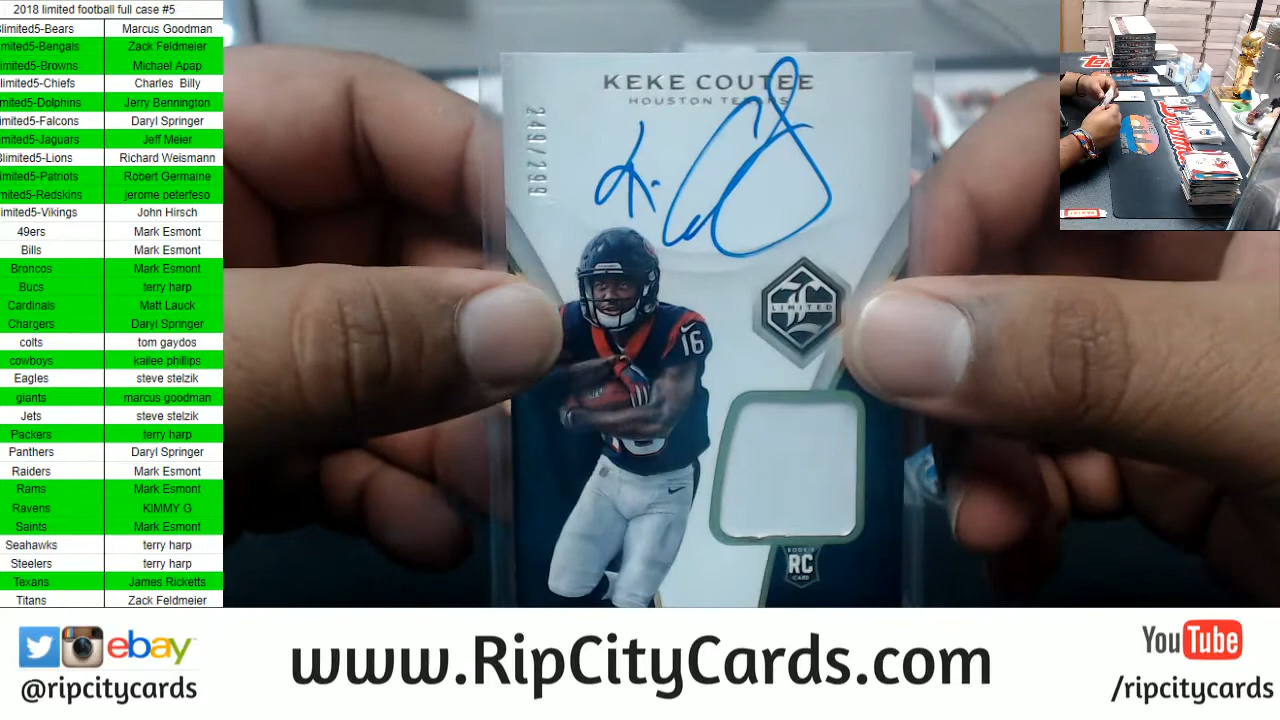 2018 limited football full case #5
limited5-Bears Marcus Goodman
mited5-Bengals Zack Feldmeier
mited5-Browns Michael Apap
imited5-Chiefs Charles Billy
mited5-Dolphins Jerry Bennington
imited5-Falcons Daryl Springer
mited5-Jaguars Jeff Meier
limited5-Lions Richard Weismann
mited5-Patriots Robert Germaine
mited5-Redskins jerome peterfeso
imited5-Vikings John Hirsch
49ers Mark Esmont
Bills Mark Esmont
Broncos Mark Esmont
Bucs terry harp
Cardinals Matt Lauck
Chargers Daryl Springer
colts tom gaydos
cowboys kailee phillips
Eagles steve stelzik
giants marcus goodman
Jets steve stelzik
Packers terry harp
Panthers Daryl Springer
Raiders Mark Esmont
Rams Mark Esmont
Ravens KIMMY G
Saints Mark Esmont
Seahawks terry harp
Steelers terry harp
Texans James Ricketts
Titans Zack Feldmeier
KEKE COUTEE
HOUSTON TEXANS
249/299
LIMITED
16
ROOKIE
RC
CARD
ebay
@ripcitycards
www.RipCityCards.com
YouTube
/ripcitycards